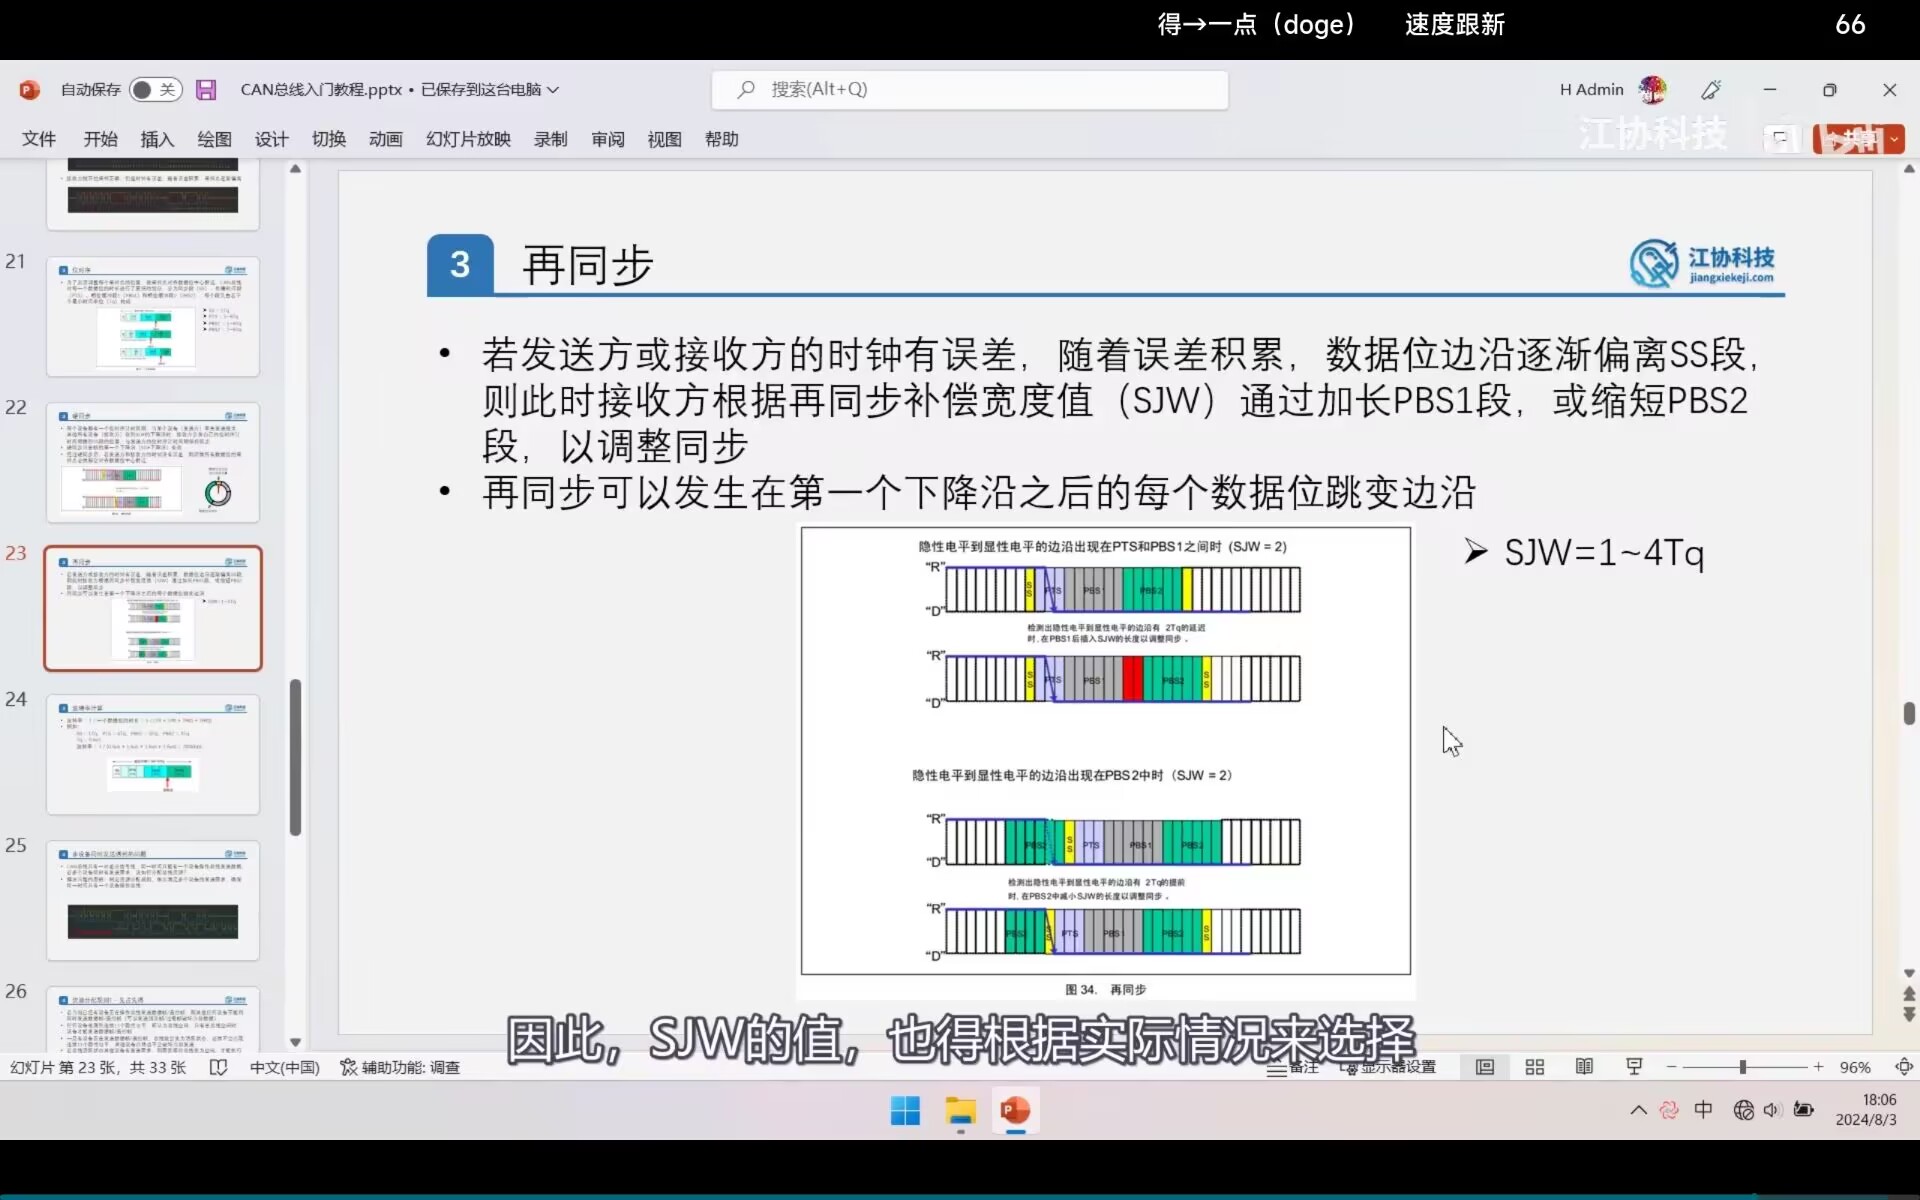 得→一点（doge）
速度跟新
66
自动保存
关
CAN总线入门教程.pptx • 已保存到这台电脑
搜索(Alt+Q)
H Admin
文件
开始
插入
绘图
设计
切换
动画
幻灯片放映
录制
审阅
视图
帮助
江协科技
共享
21
22
23
24
25
26
3
再同步
江协科技
jiangxiekeji.com
• 若发送方或接收方的时钟有误差，随着误差积累，数据位边沿逐渐偏离SS段，
则此时接收方根据再同步补偿宽度值（SJW）通过加长PBS1段，或缩短PBS2
段，以调整同步
• 再同步可以发生在第一个下降沿之后的每个数据位跳变边沿
➢ SJW=1~4Tq
隐性电平到显性电平的边沿出现在PTS和PBS1之间时 (SJW = 2)
"R"
SS
PTS
PBS1
PBS2
"D"
检测出隐性电平到显性电平的边沿有 2Tq的延迟
时, 在PBS1后插入SJW的长度以调整同步 。
"R"
SS
PTS
PBS1
PBS2
SS
"D"
隐性电平到显性电平的边沿出现在PBS2中时（SJW = 2）
"R"
PBS2
SS
PTS
PBS1
PBS2
"D"
检测出隐性电平到显性电平的边沿有 2Tq的提前
时, 在PBS2中减小SJW的长度以调整同步 。
"R"
PBS2
SS
PTS
PBS1
PBS2
SS
"D"
图 34. 再同步
因此，SJW的值，也得根据实际情况来选择
幻灯片 第 23 张，共 33 张
中文(中国)
辅助功能: 调查
备注
显示器设置
96%
中
18:06
2024/8/3